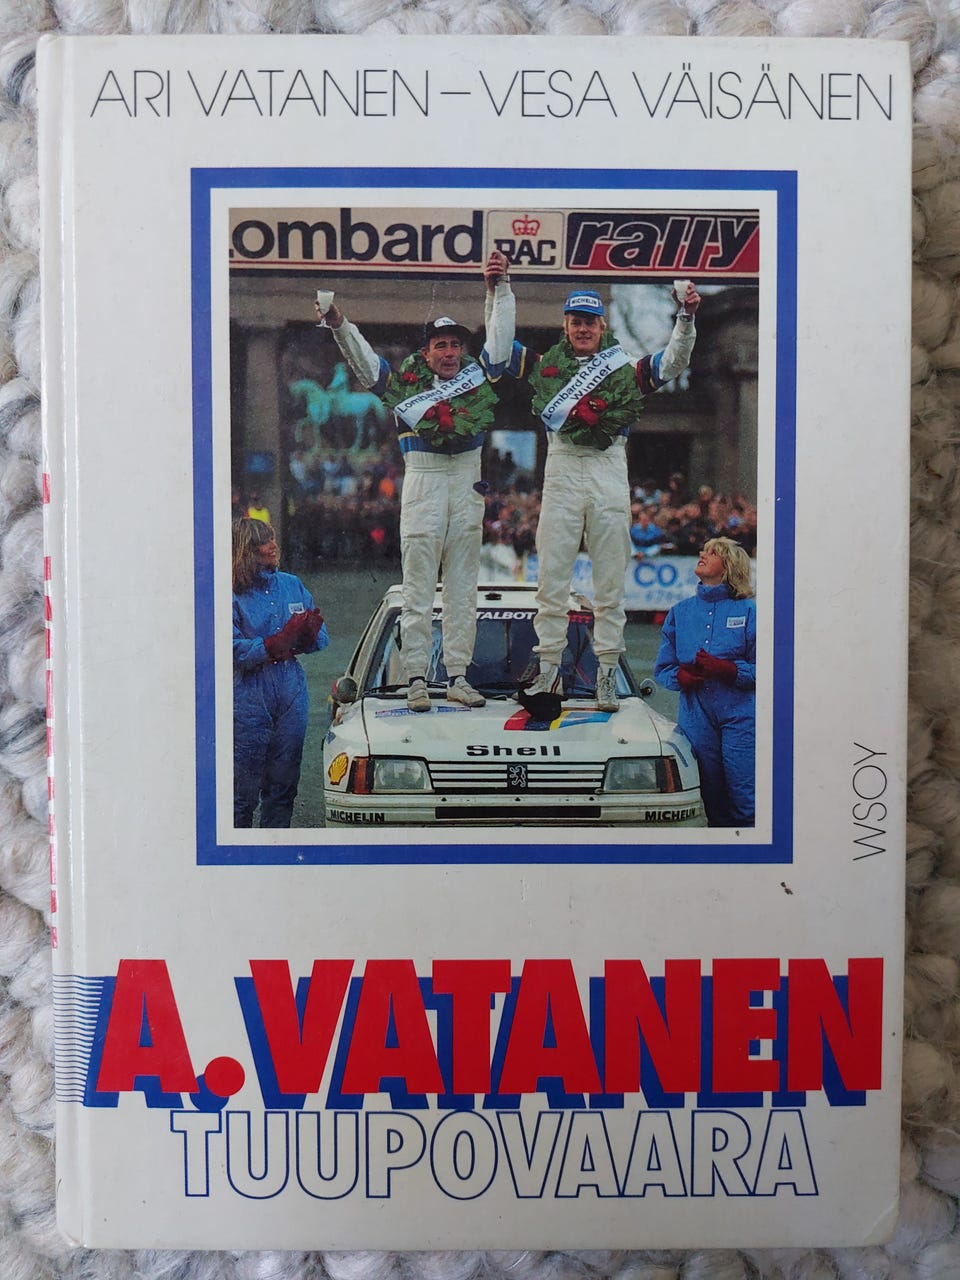 ARI VATANEN – VESA VÄISÄNEN
Lombard RAC rally
MICHELIN
Lombard RAC Rally
Winner
Lombard RAC Rally
Winner
CO
TALBOT
Shell
MICHELIN
MICHELIN
WSOY
A. VATANEN
TUUPOVAARA